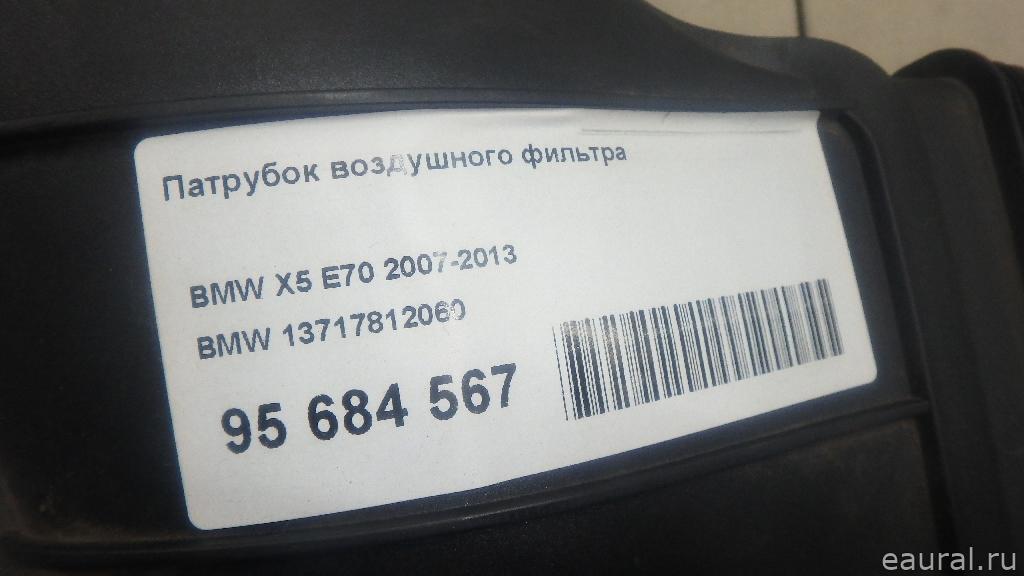 Патрубок воздушного фильтра
BMW X5 E70 2007-2013
BMW 13717812060
95 684 567
eaural.ru